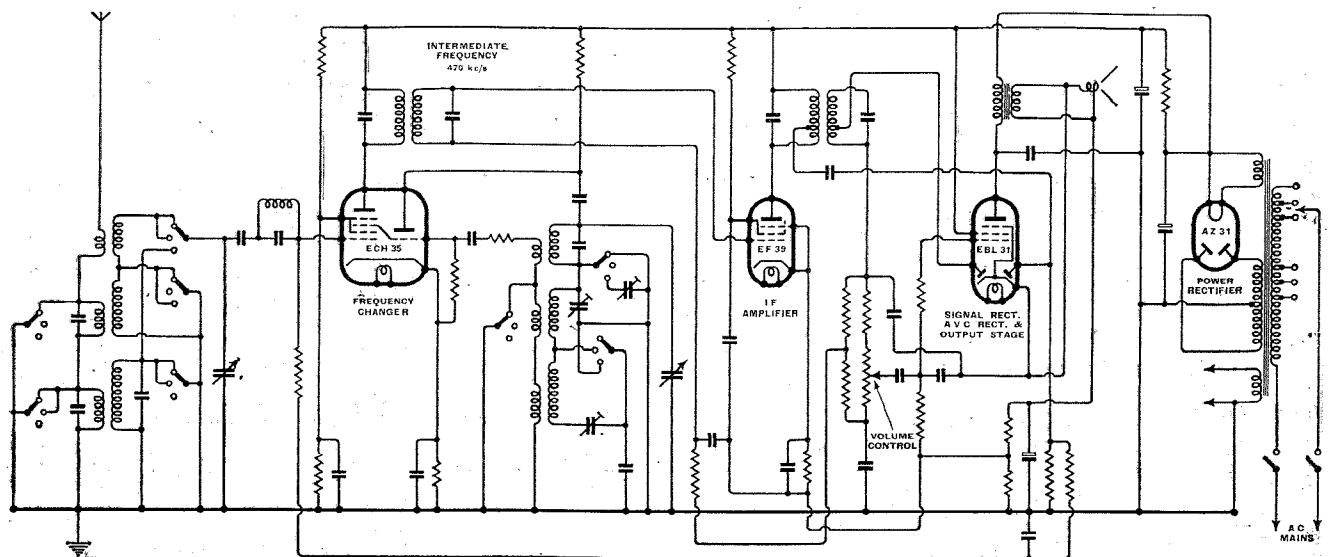 INTERMEDIATE
FREQUENCY
470 kc/s
ECH 35
FREQUENCY
CHANGER
EF 39
IF
AMPLIFIER
VOLUME
CONTROL
EBL 31
SIGNAL RECT.
AVC RECT. &
OUTPUT STAGE
AZ 31
POWER
RECTIFIER
AC
MAINS